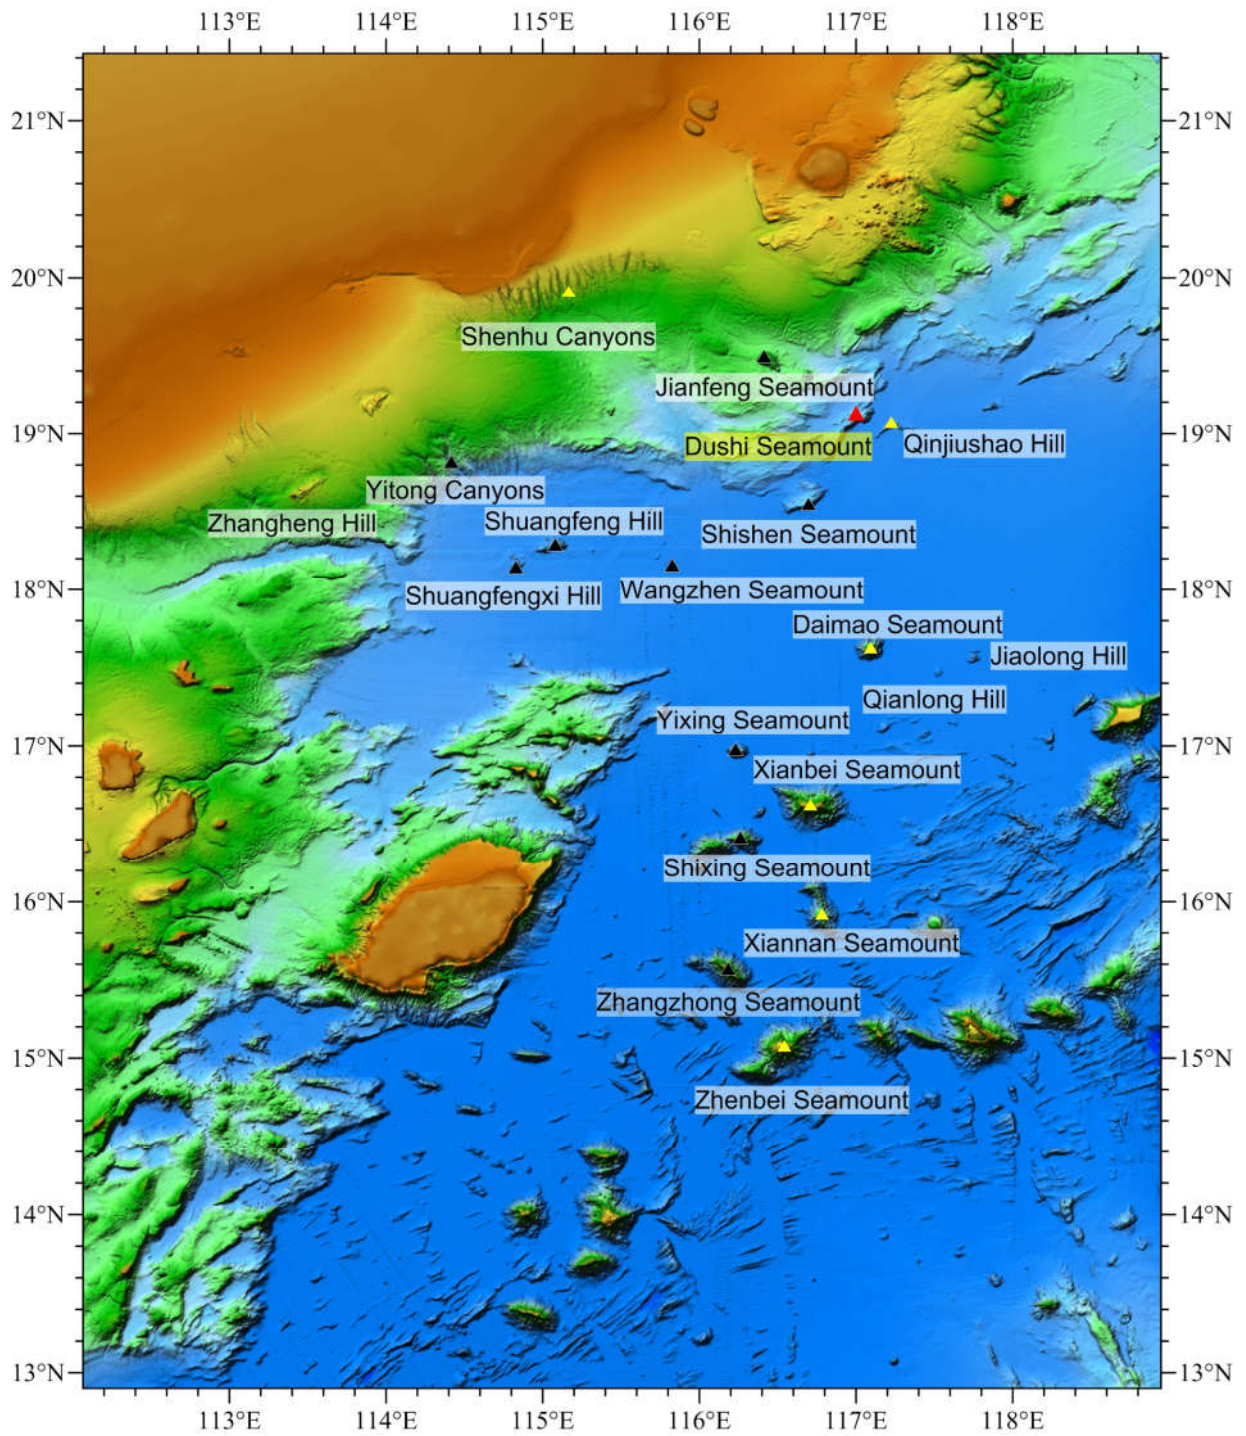 113°E 114°E 115°E 116°E 117°E 118°E
21°N 21°N
20°N 20°N
Shenhu Canyons
Jianfeng Seamount
19°N 19°N
Dushi Seamount Qinjiushao Hill
Yitong Canyons
Zhangheng Hill Shuangfeng Hill
Shishen Seamount
18°N 18°N
Shuangfengxi Hill Wangzhen Seamount
Daimao Seamount
Jiaolong Hill
Qianlong Hill
Yixing Seamount
17°N 17°N
Xianbei Seamount
Shixing Seamount
16°N 16°N
Xiannan Seamount
Zhangzhong Seamount
15°N 15°N
Zhenbei Seamount
14°N 14°N
13°N 13°N
113°E 114°E 115°E 116°E 117°E 118°E